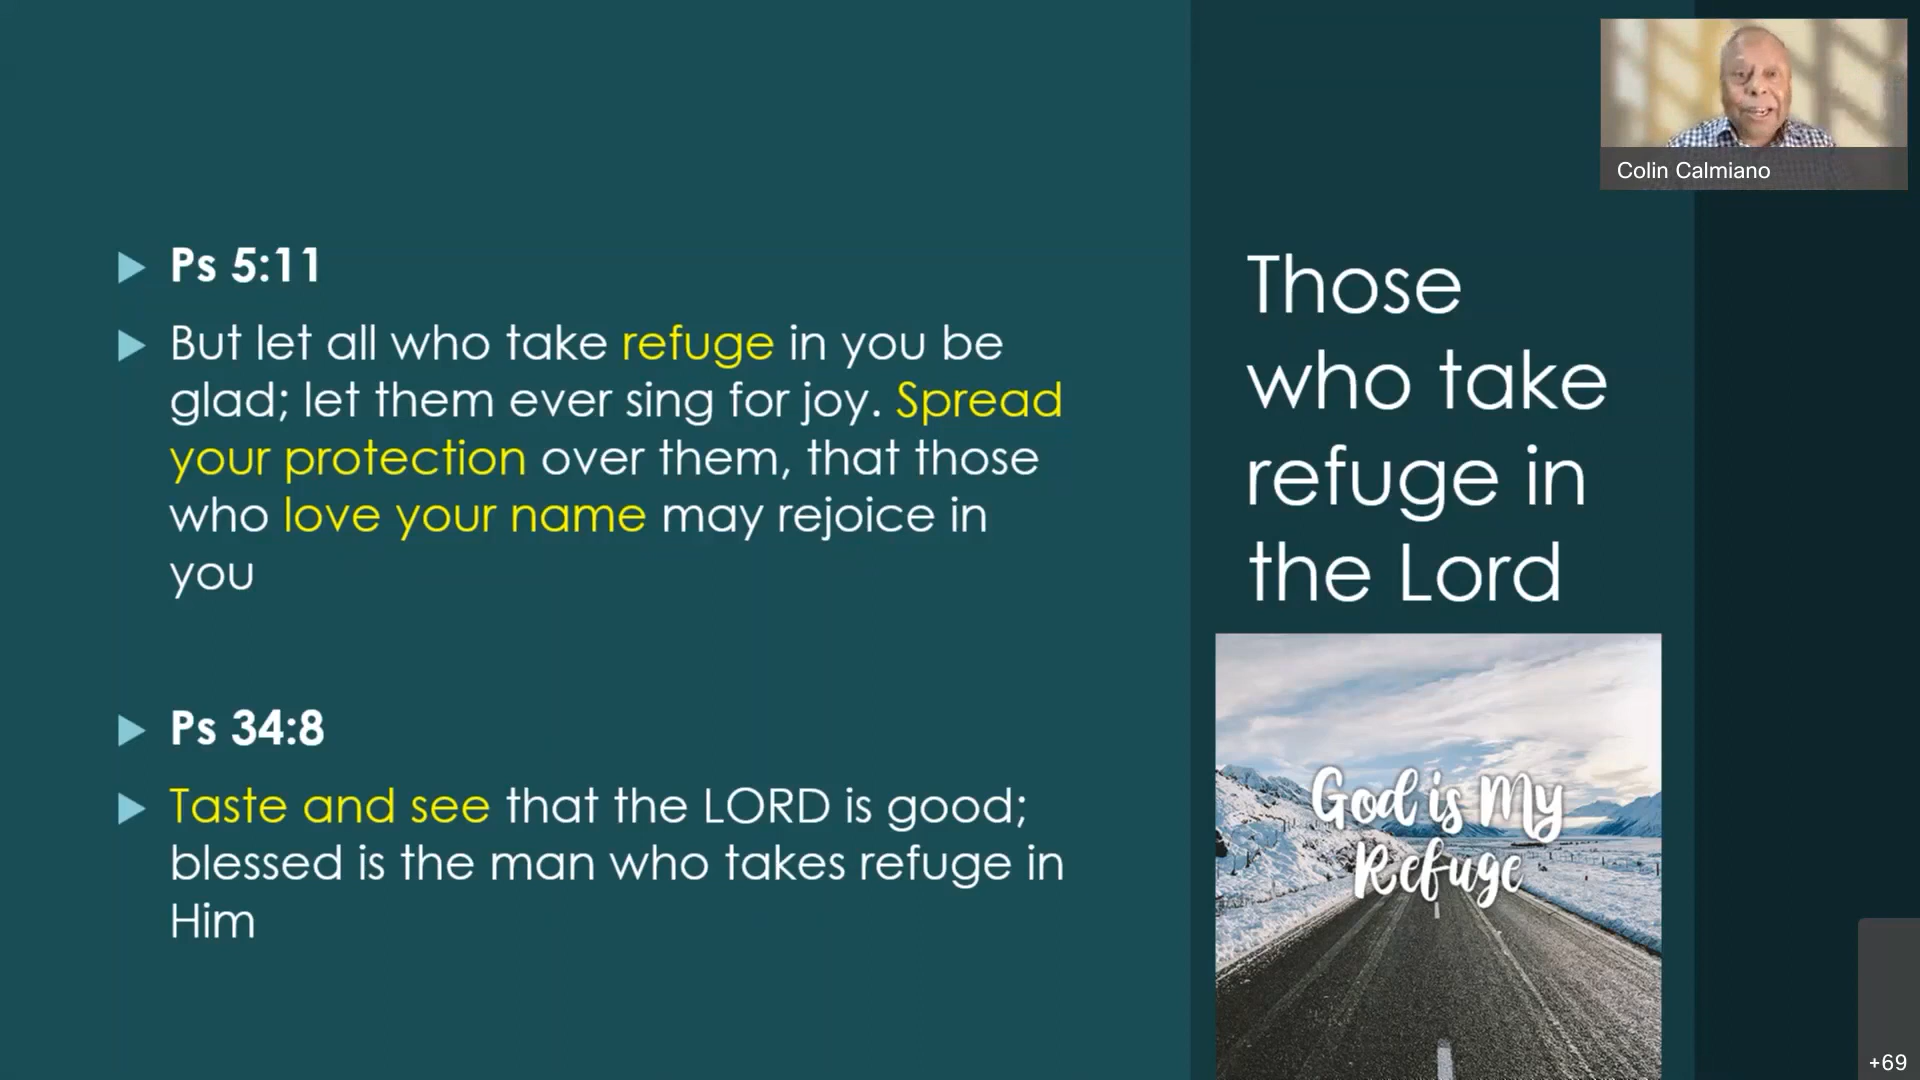 Ps 5:11
But let all who take refuge in you be
glad; let them ever sing for joy. Spread
your protection over them, that those
who love your name may rejoice in
you
Ps 34:8
Taste and see that the LORD is good;
blessed is the man who takes refuge in
Him
Those
who take
refuge in
the Lord
God is My
Refuge
Colin Calmiano
+69